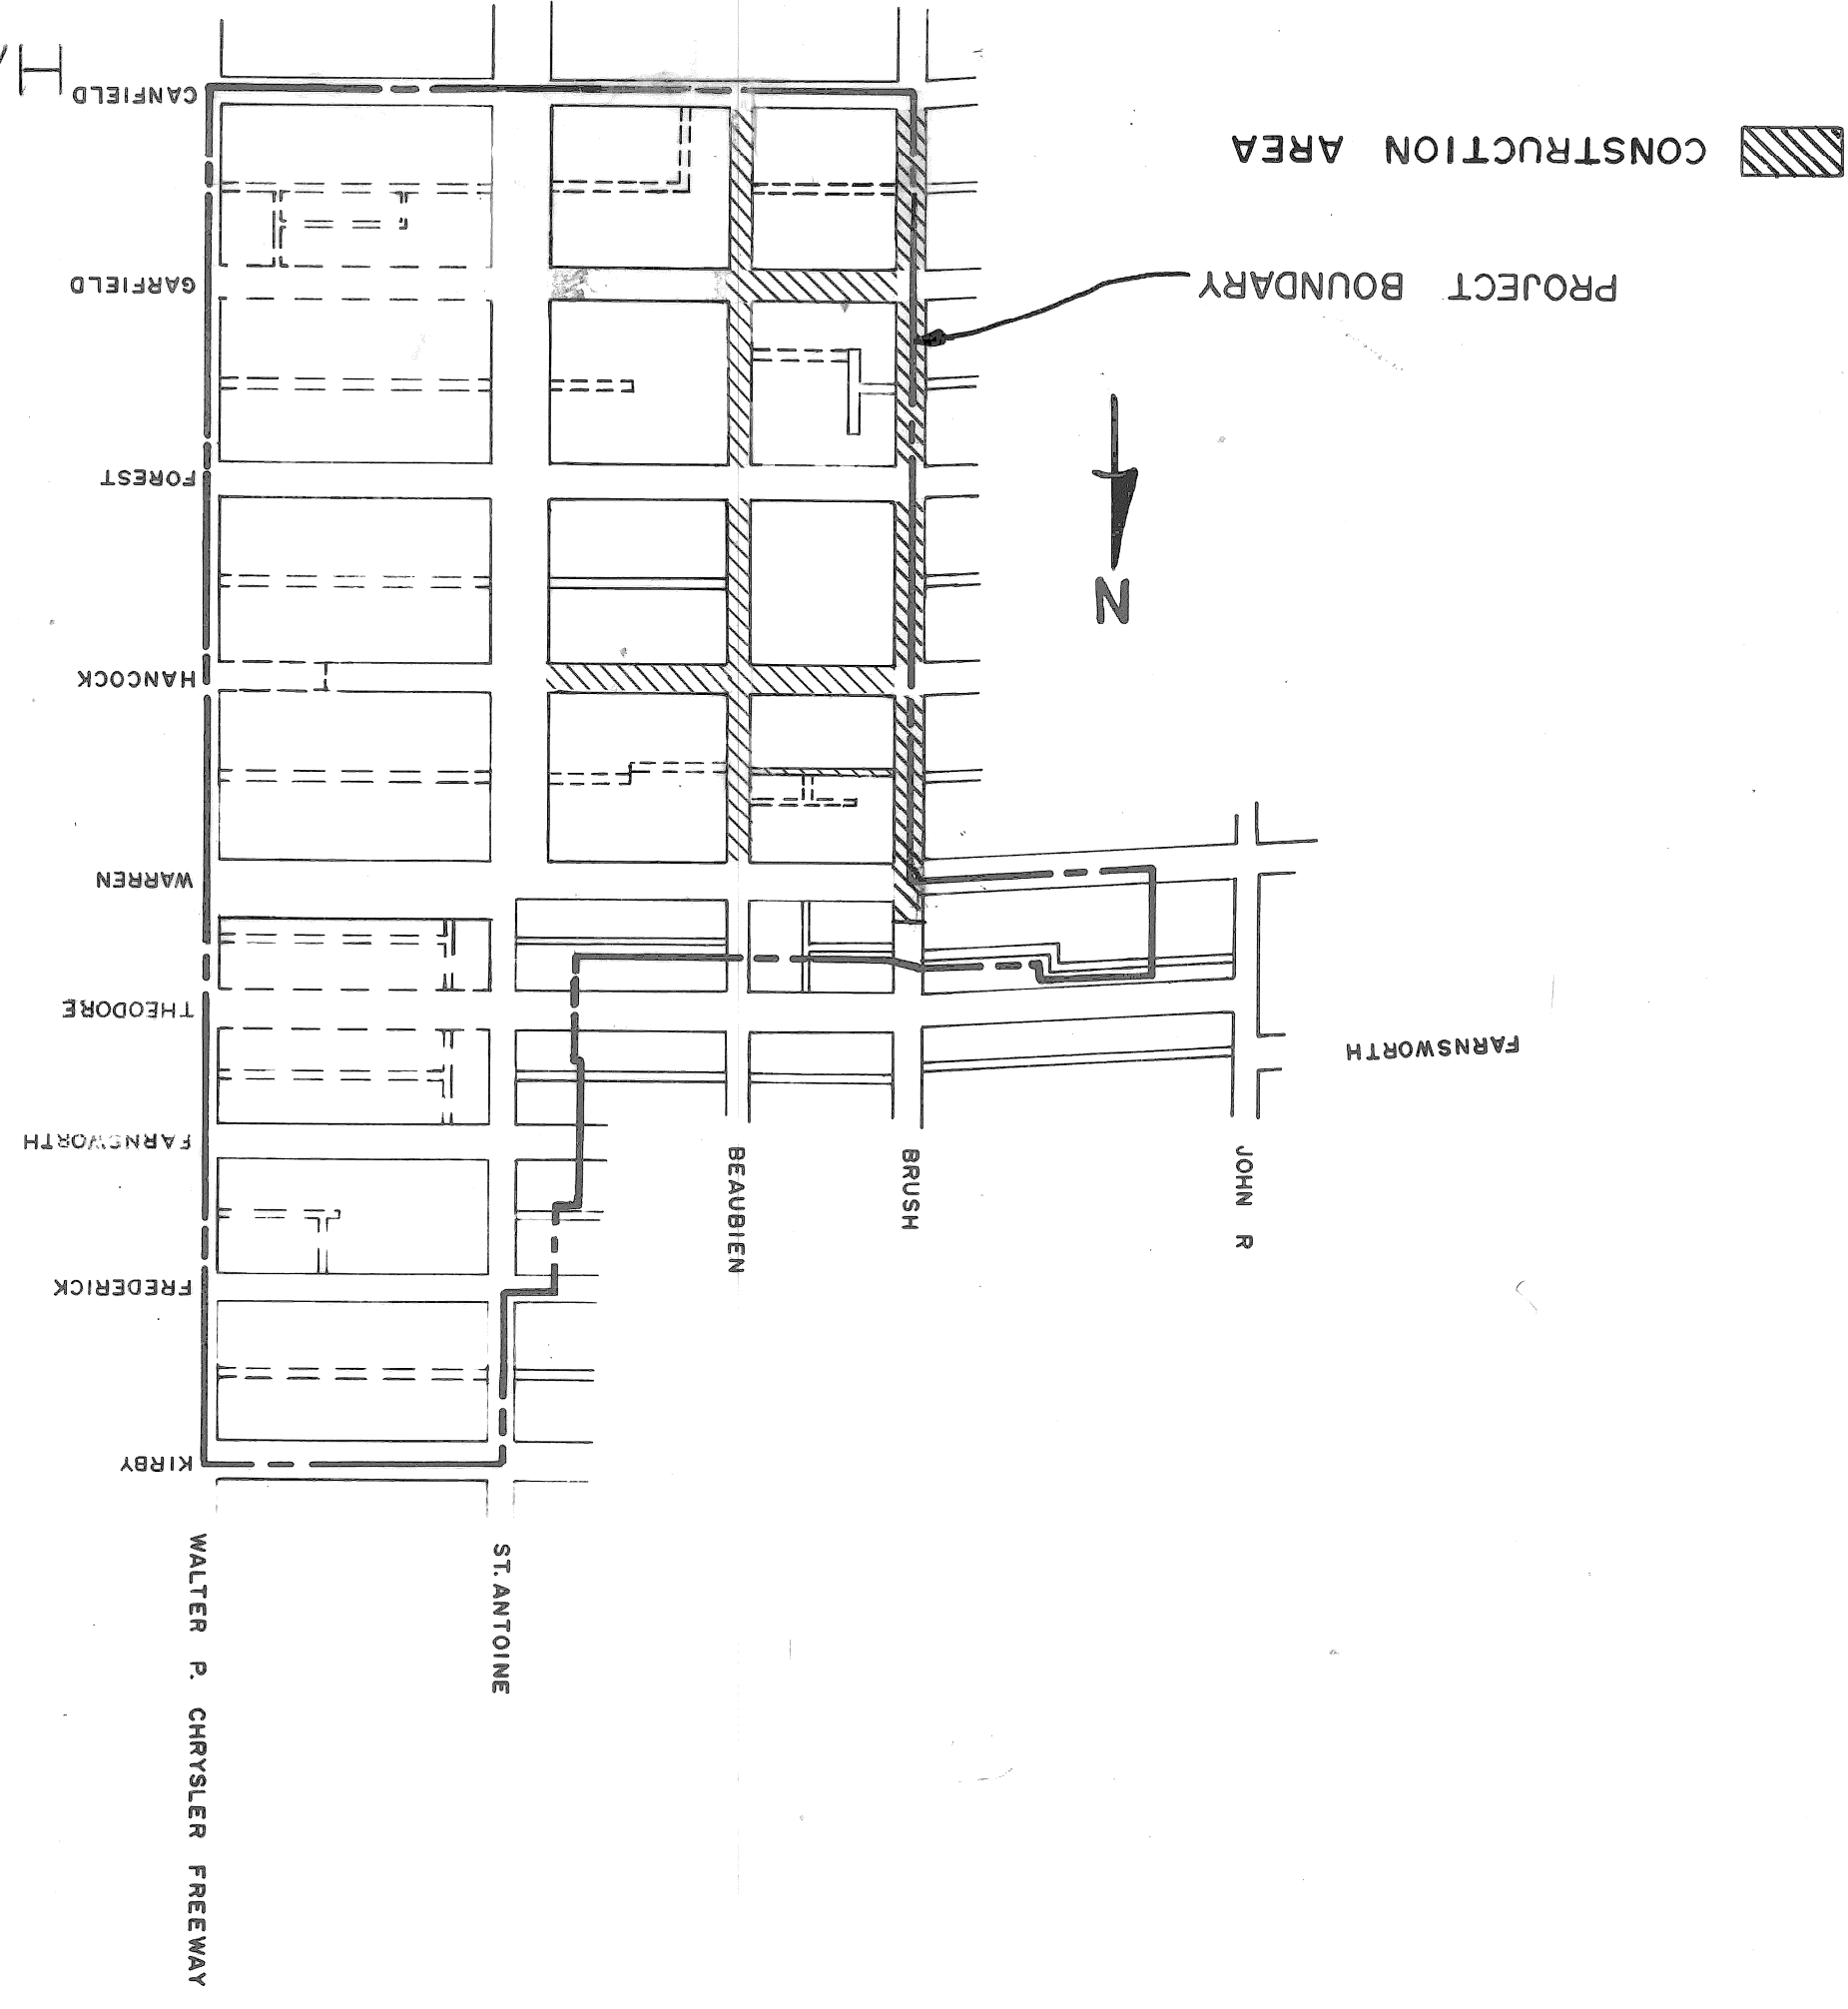 WALTER P. CHRYSLER FREEWAY
ST. ANTOINE
KIRBY
FREDERICK
JOHN R
BRUSH
BEAUBIEN
FARNSWORTH
FARNSWORTH
THEODORE
WARREN
HANCOCK
N
FOREST
PROJECT BOUNDARY
GARFIELD
CONSTRUCTION AREA
CANFIELD